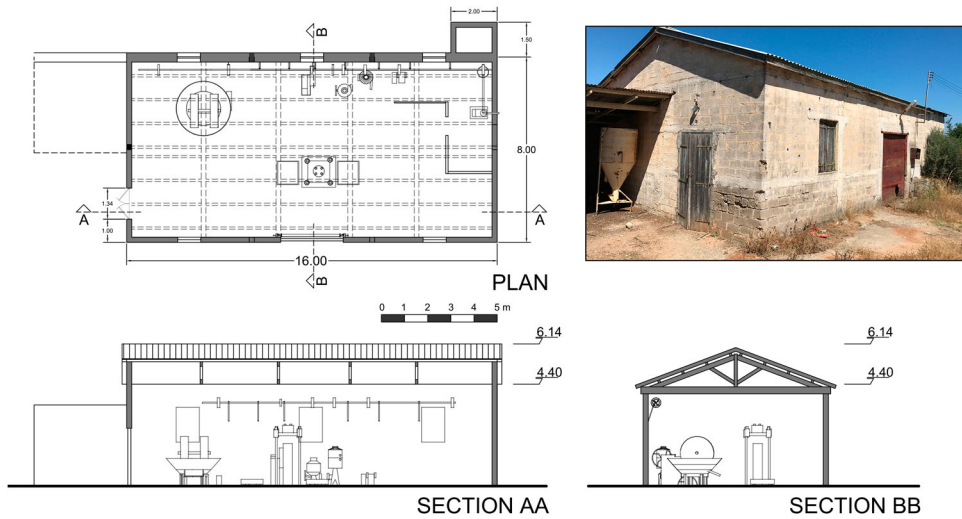 2.00
B
1.50
8.00
1.34
A
A
1.00
16.00
B
PLAN
0 1 2 3 4 5 m
6.14
4.40
6.14
4.40
SECTION AA
SECTION BB